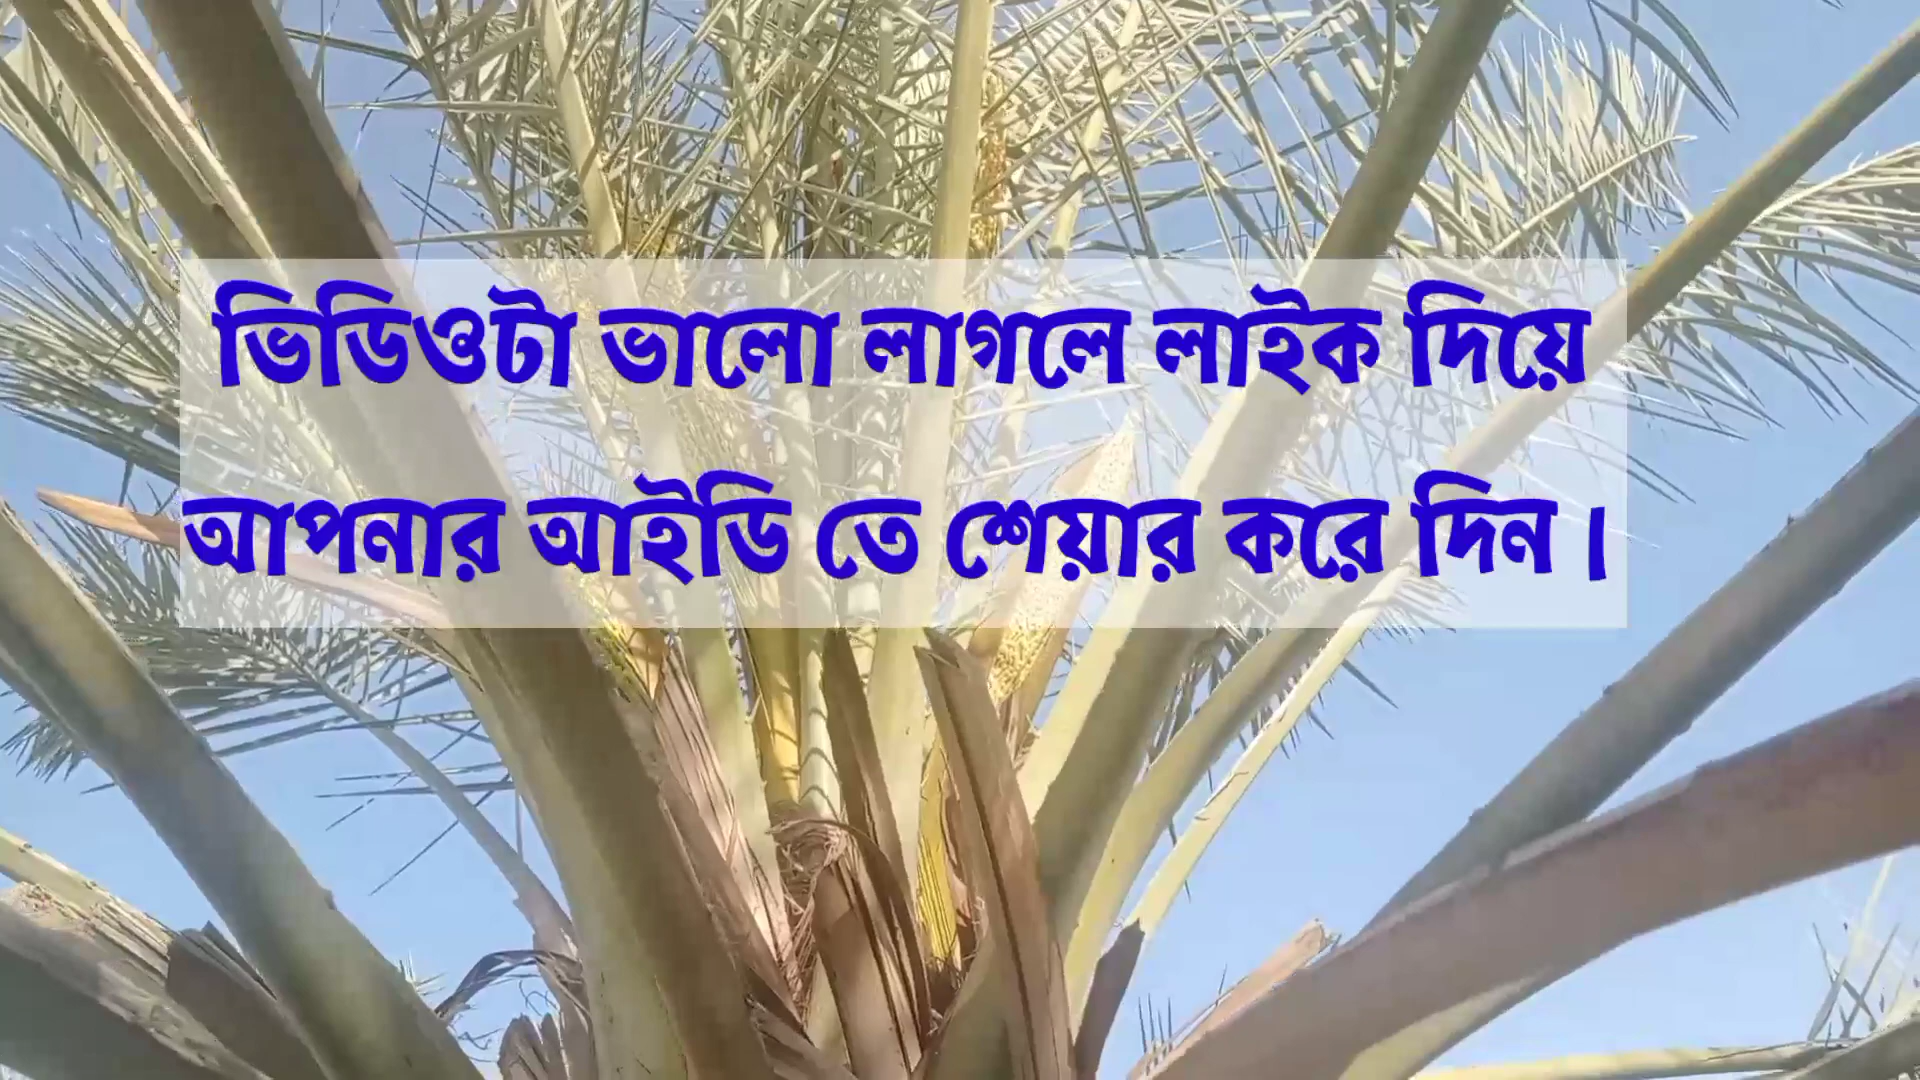 ভিডিওটা ভালো লাগলে লাইক দিয়ে
আপনার আইডি তে শেয়ার করে দিন।